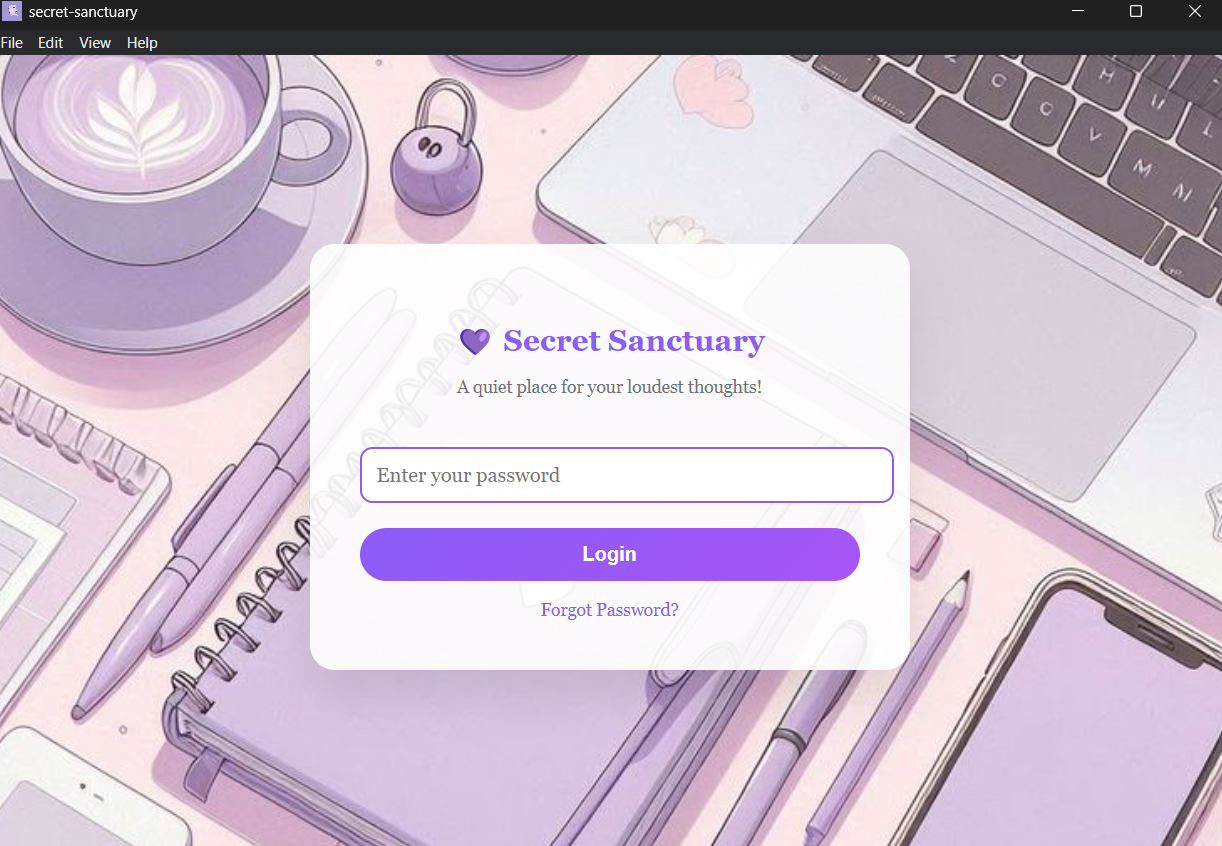 secret-sanctuary
File Edit View Help
💜 Secret Sanctuary
A quiet place for your loudest thoughts!
Enter your password
Login
Forgot Password?